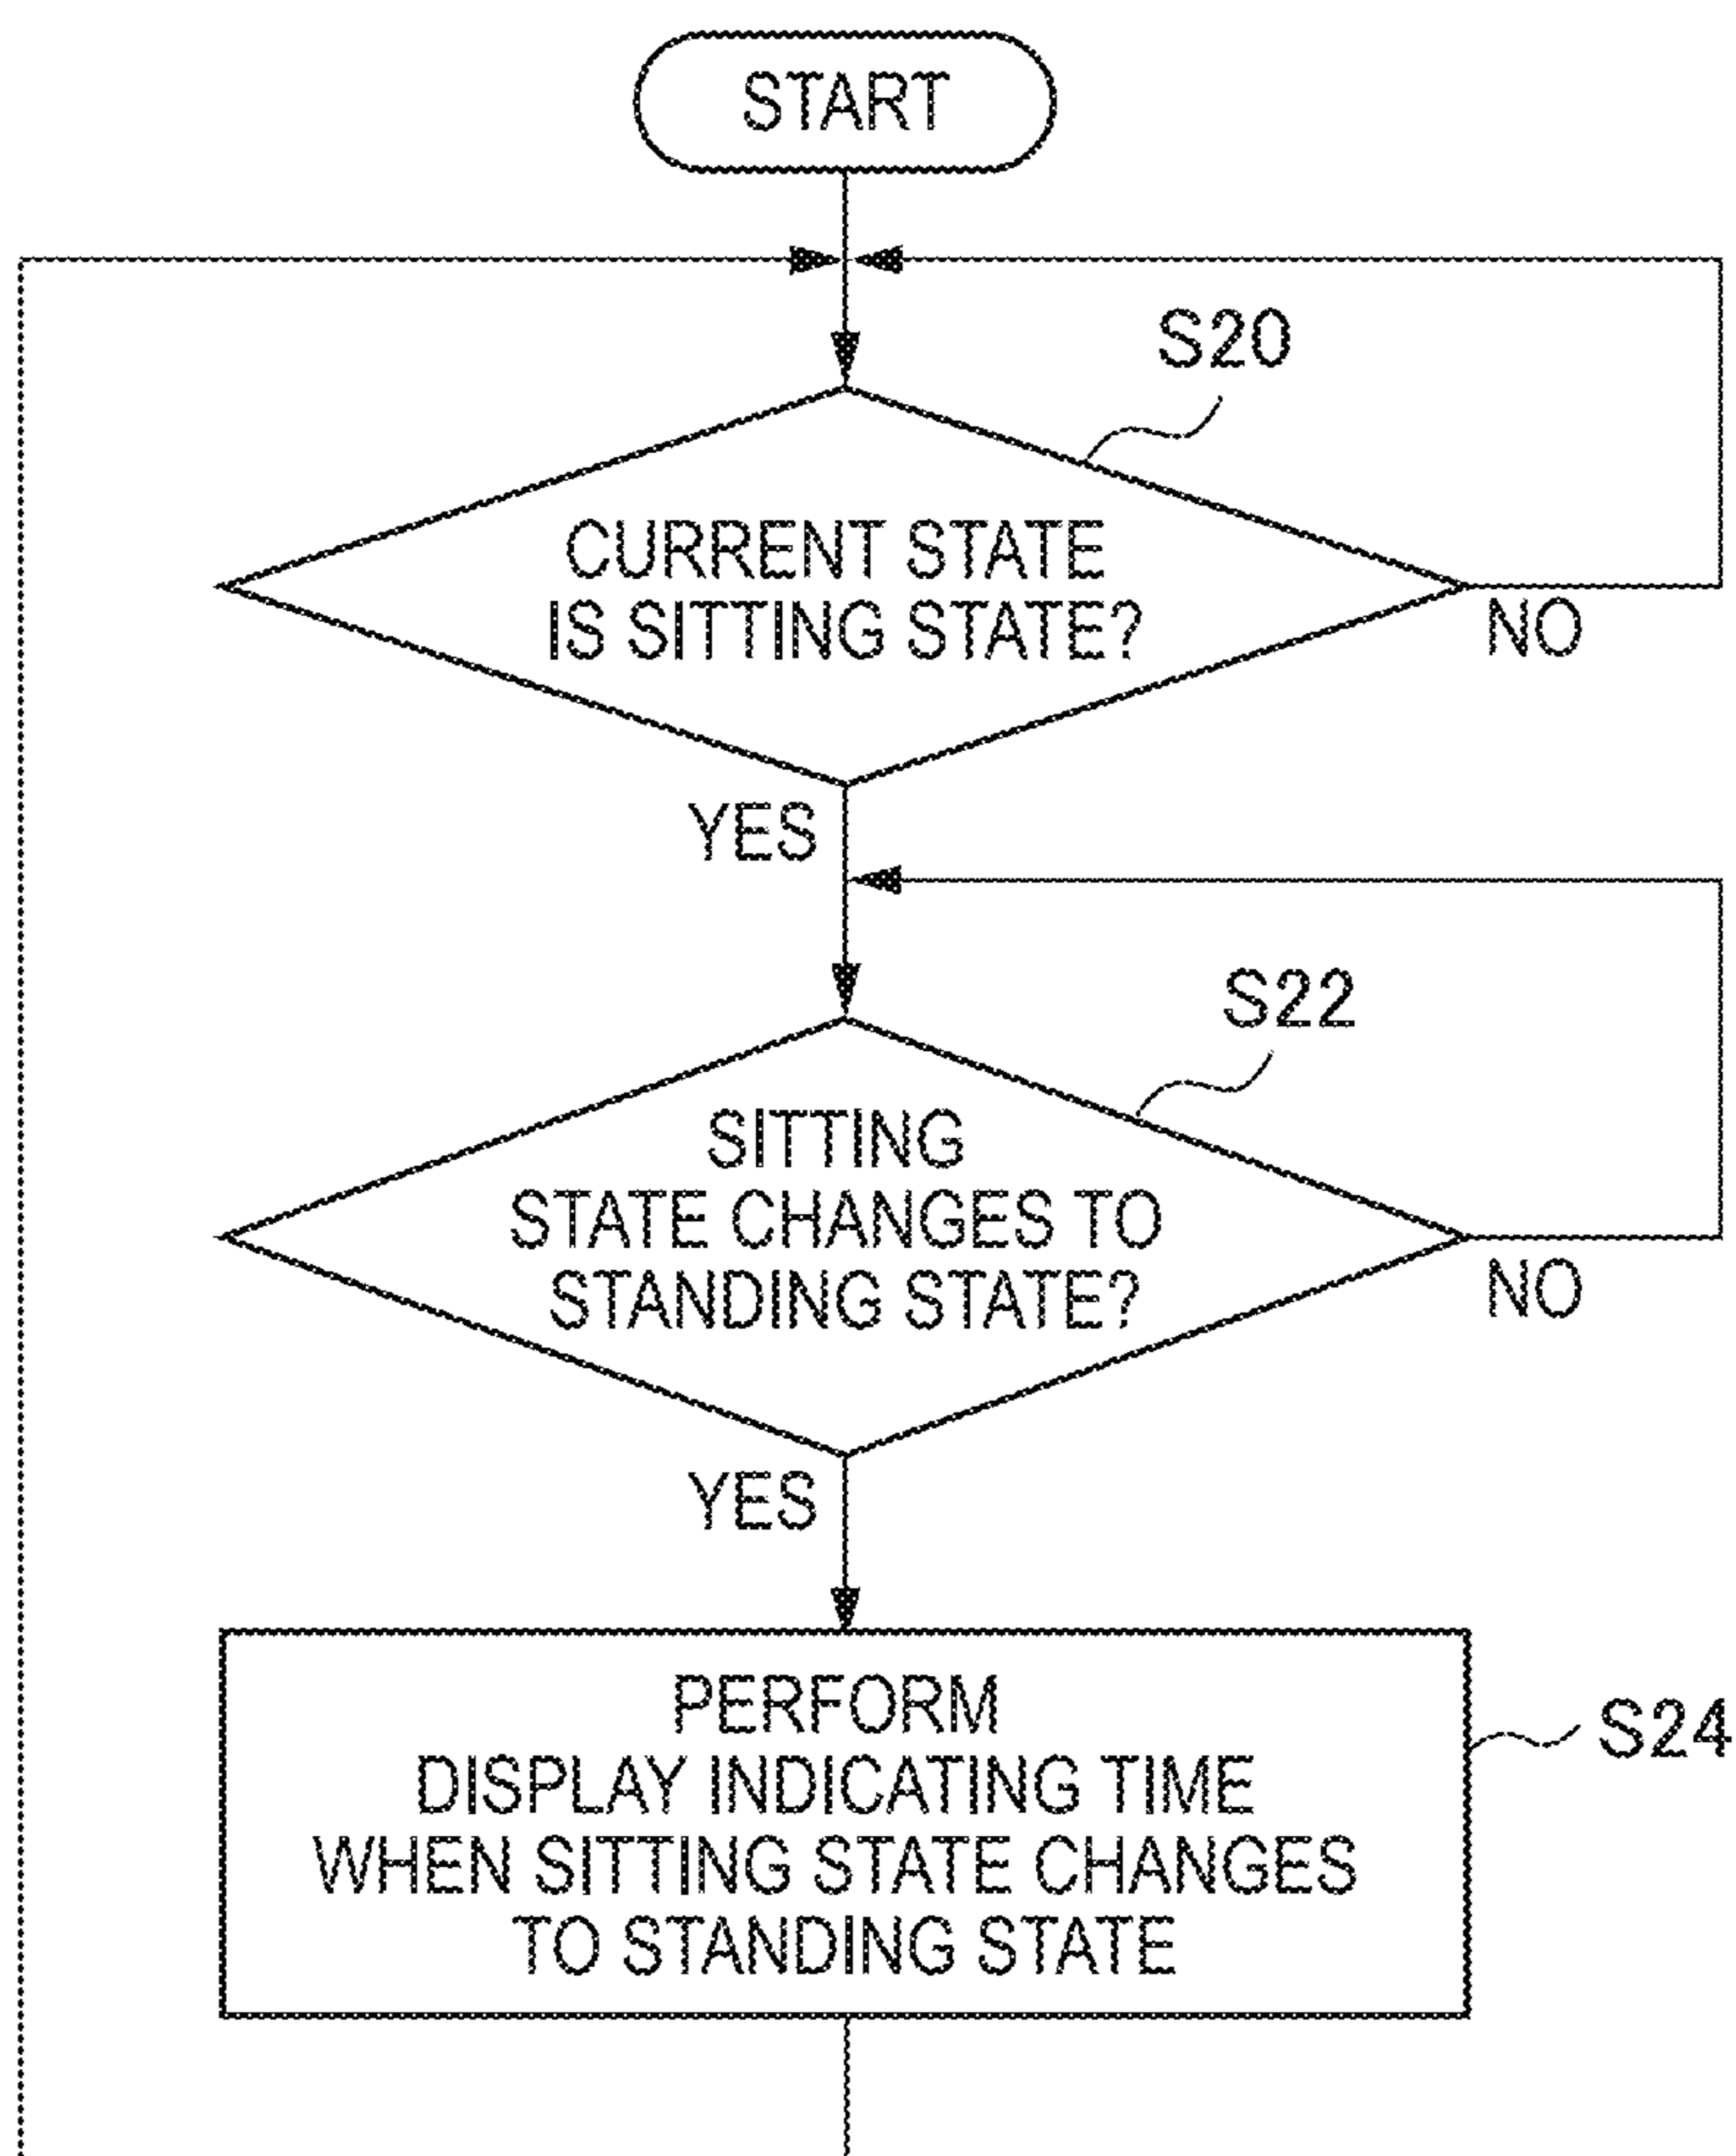 START
S20
CURRENT STATE
IS SITTING STATE?
NO
YES
S22
SITTING
STATE CHANGES TO
STANDING STATE?
NO
YES
PERFORM
DISPLAY INDICATING TIME
WHEN SITTING STATE CHANGES
TO STANDING STATE
S24